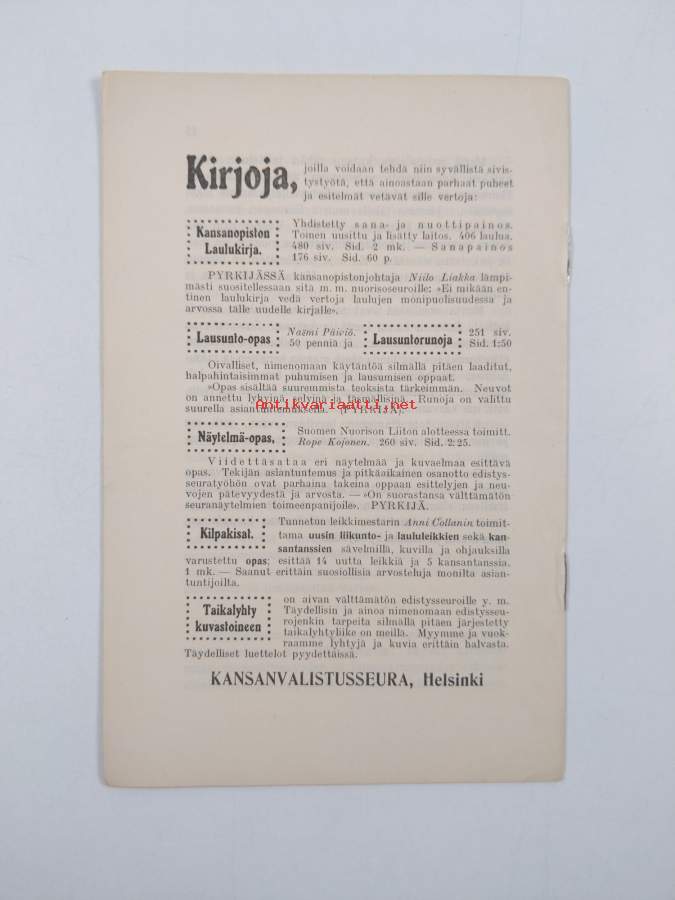 Kirjoja, joilla voidaan tehdä niin syvällistä sivis-
tystyötä, että ainoastaan parhaat puheet
ja esitelmät vetävät sille vertoja:
Kansanopiston
Laulukirja.
Yhdistetty sana- ja nuottipainos.
Toinen uusittu ja lisätty laitos. 406 laulua.
480 siv. Sid. 2 mk. — Sanapainos
176 siv. Sid. 60 p.
PYRKIJÄSSÄ kansanopistonjohtaja Niilo Liakka lämpi-
mästi suositellessaan sitä m. m. nuorisoseuroille: »Ei mikään en-
tinen laulukirja vedä vertoja laulujen monipuolisuudessa ja
arvossa tälle uudelle kirjalle».
Lausunto-opas
Nazmi Päiviö.
50 penniä ja
Lausuntorunoja
251 siv.
Sid. 1:50
Oivalliset, nimenomaan käytäntöä silmällä pitäen laaditut,
halpahintaisimmat puhumisen ja lausumisen oppaat.
»Opas sisältää suuremmista teoksista tärkeimmän. Neuvot
on annettu lyhyinä, selvinä ja täsmällisinä. Runoja on valittu
suurella asiantuntemuksella. (PYRKIJÄ).
Antikvariaatti.net
Näytelmä-opas,
Suomen Nuorison Liiton alotteessa toimitt.
Rope Kojonen. 260 siv. Sid. 2:25.
Viidettäsataa eri näytelmää ja kuvaelmaa esittävä
opas. Tekijän asiantuntemus ja pitkäaikainen osanotto edistys-
seuratyöhön ovat parhaina takeina oppaan esittelyjen ja neu-
vojen pätevyydestä ja arvosta. — »On suorastansa välttämätön
seuranäytelmien toimeenpanijoille». PYRKIJÄ.
Kilpakisat.
Tunnetun leikkimestarin Anni Collanin toimit-
tama uusin liikunto- ja laululeikkien sekä kan-
santanssien sävelmillä, kuvilla ja ohjauksilla
varustettu opas; esittää 14 uutta leikkiä ja 5 kansantanssia.
1 mk. — Saanut erittäin suosiollisia arvosteluja monilta asian-
tuntijoilta.
Taikalyhty
kuvastoineen
on aivan välttämätön edistysseuroille y. m.
Täydellisin ja ainoa nimenomaan edistysseu-
rojenkin tarpeita silmällä pitäen järjestetty
taikalyhtyliike on meillä. Myymme ja vuok-
raamme lyhtyjä ja kuvia erittäin halvasta.
Täydelliset luettelot pyydettäissä.
KANSANVALISTUSSEURA, Helsinki